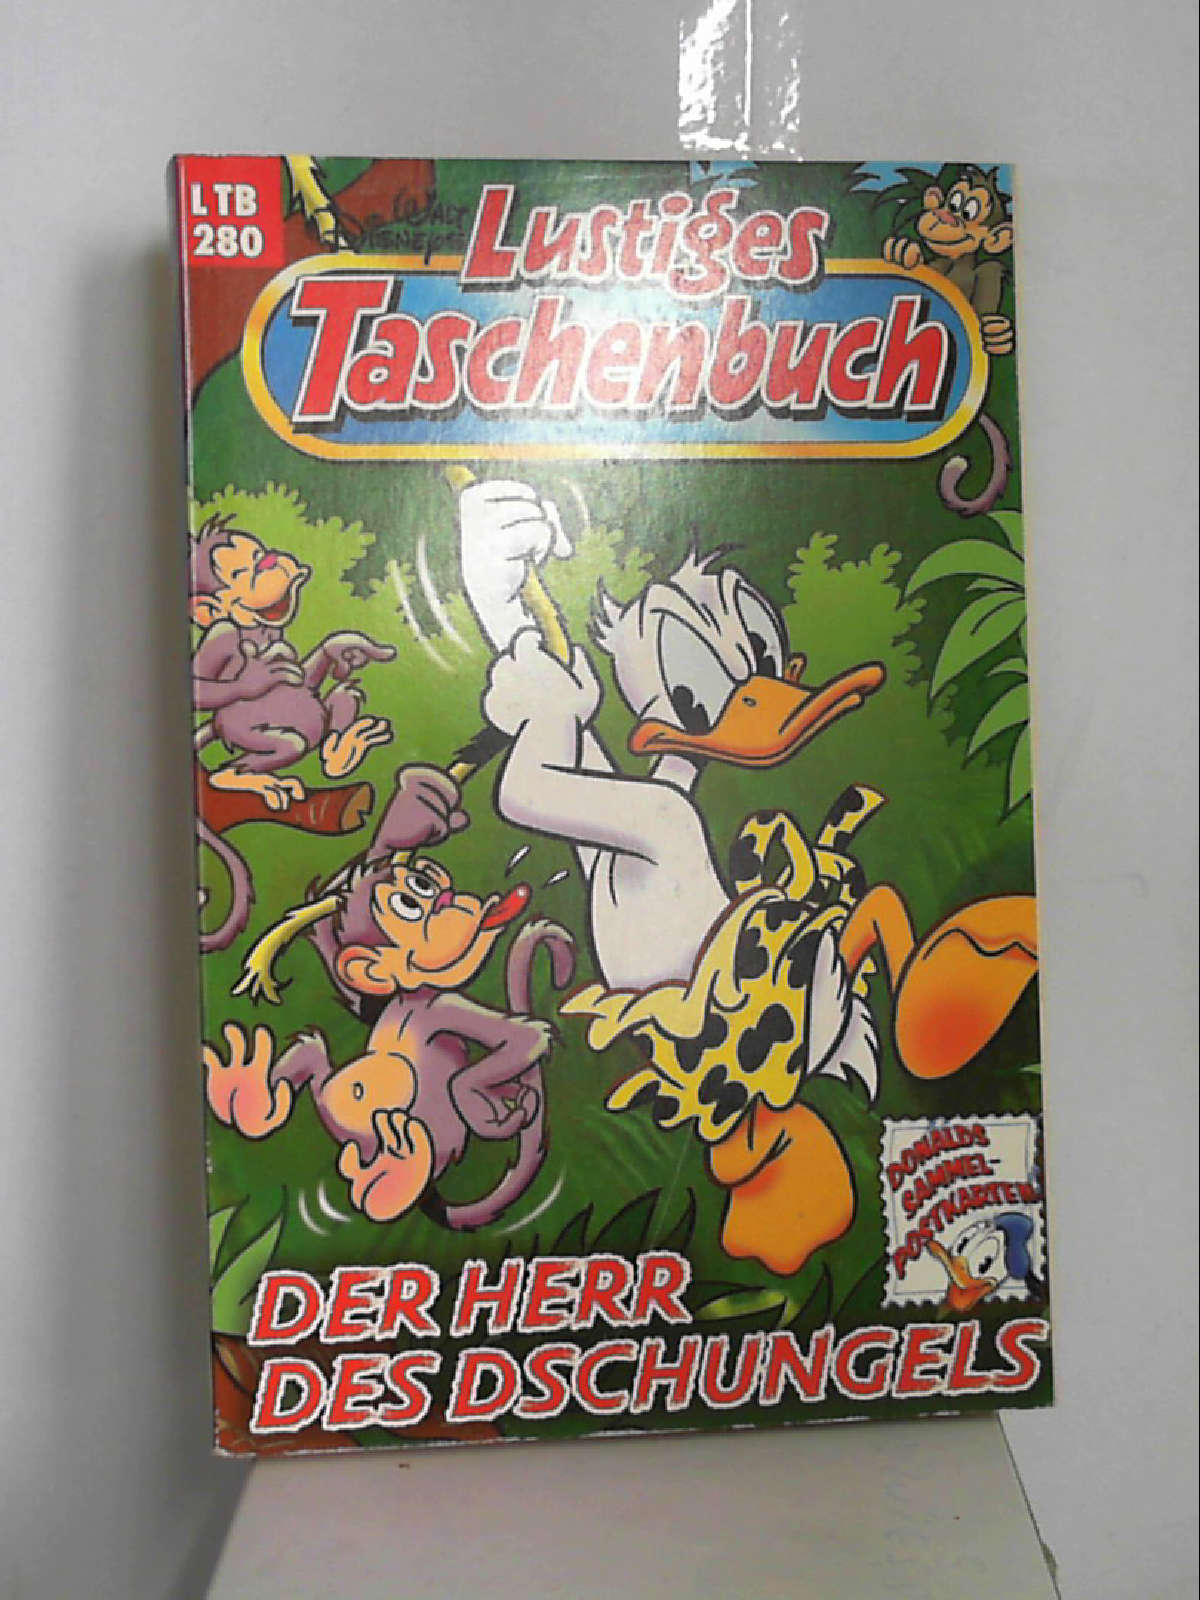 LTB
280
Lustiges
Taschenbuch
DONALDS
SAMMEL-
POSTKARTEN
DER HERR
DES DSCHUNGELS